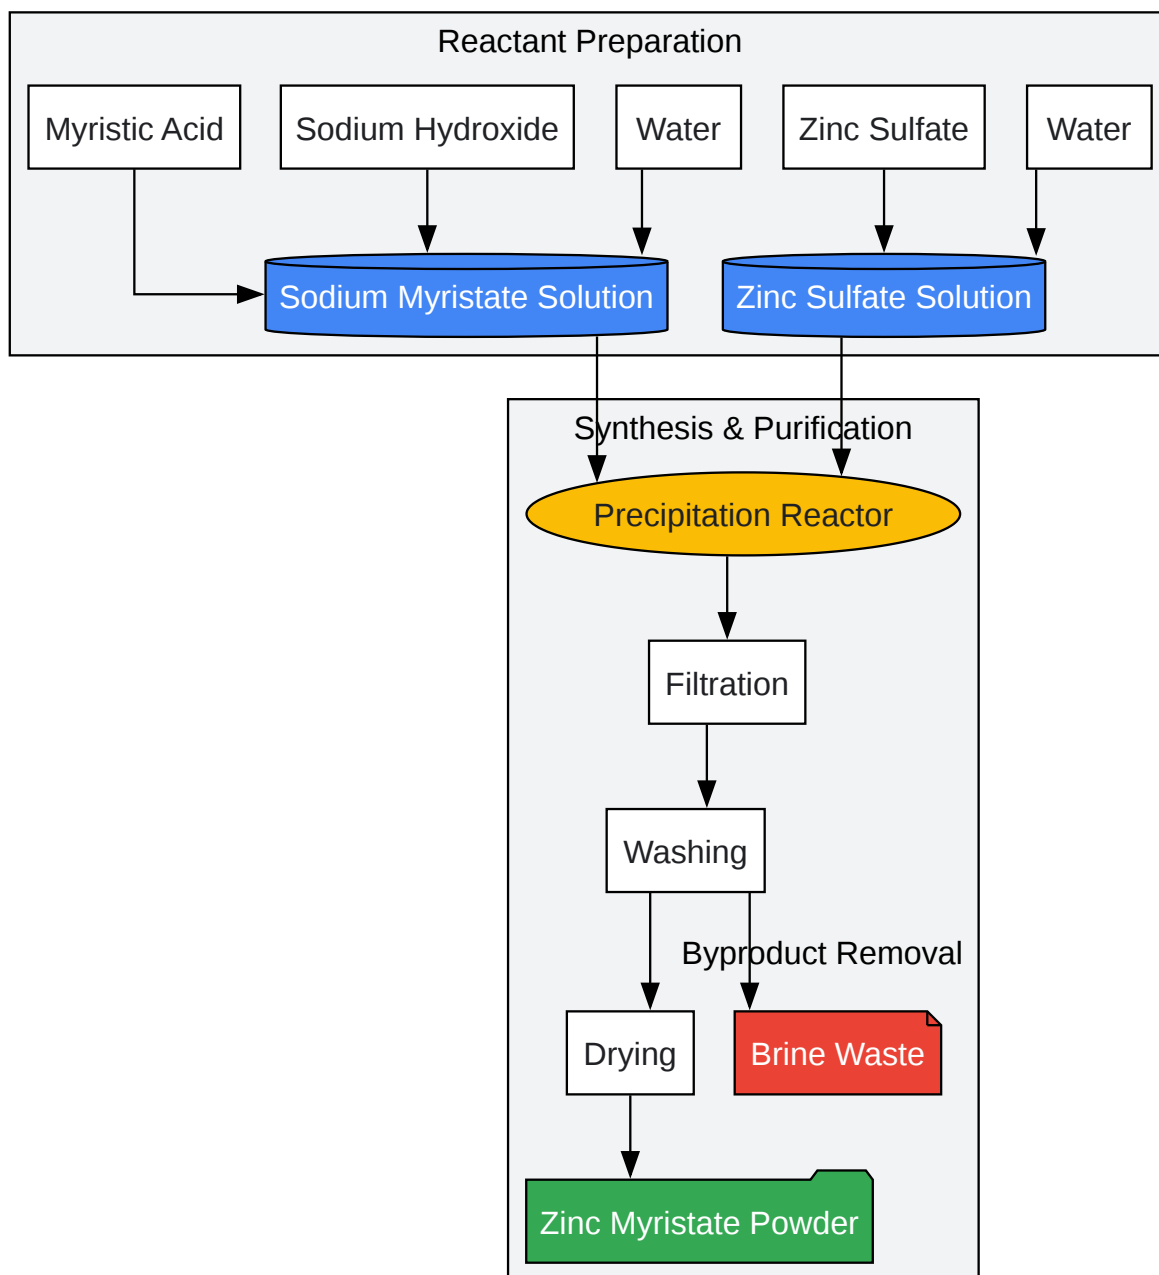 Reactant Preparation
Myristic Acid
Sodium Hydroxide
Water
Zinc Sulfate
Water
Sodium Myristate Solution
Zinc Sulfate Solution
Synthesis & Purification
Precipitation Reactor
Filtration
Washing
Byproduct Removal
Drying
Brine Waste
Zinc Myristate Powder